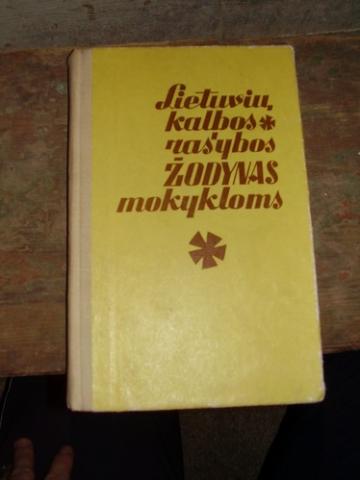 Lietuvių
kalbos
rašybos
ŽODYNAS
mokykloms